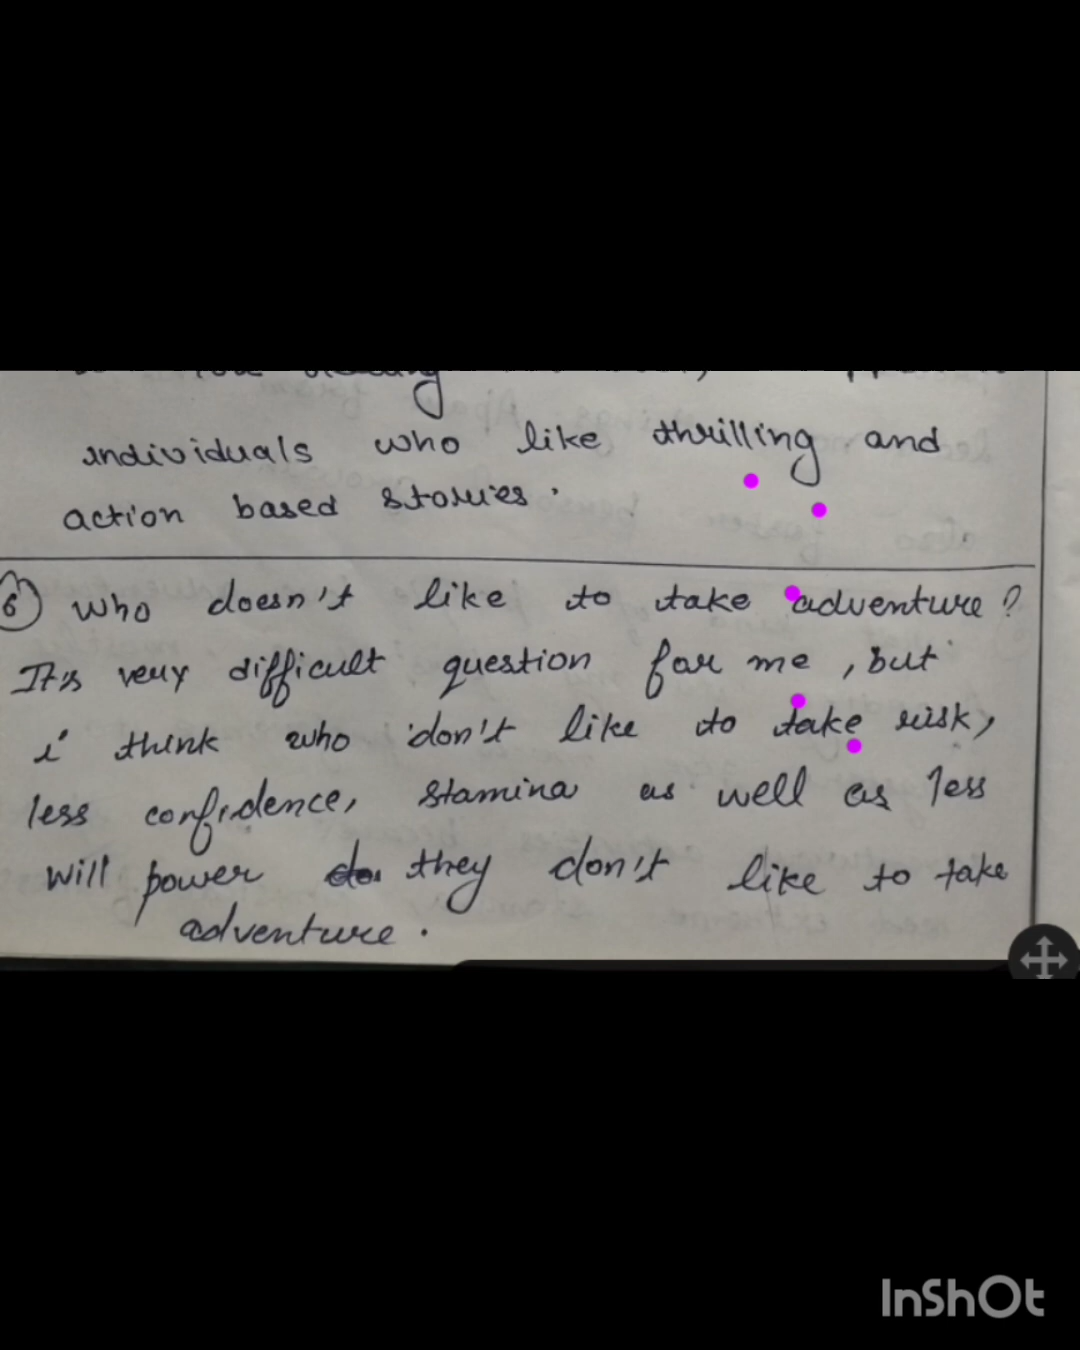 individuals who like thrilling and
action based stories.
6 who doesn't like to take adventure?
It's very difficult question for me, but
i think who don't like to take risk,
less confidence, stamina as well as less
will power they don't like to take
adventure.
InShOt